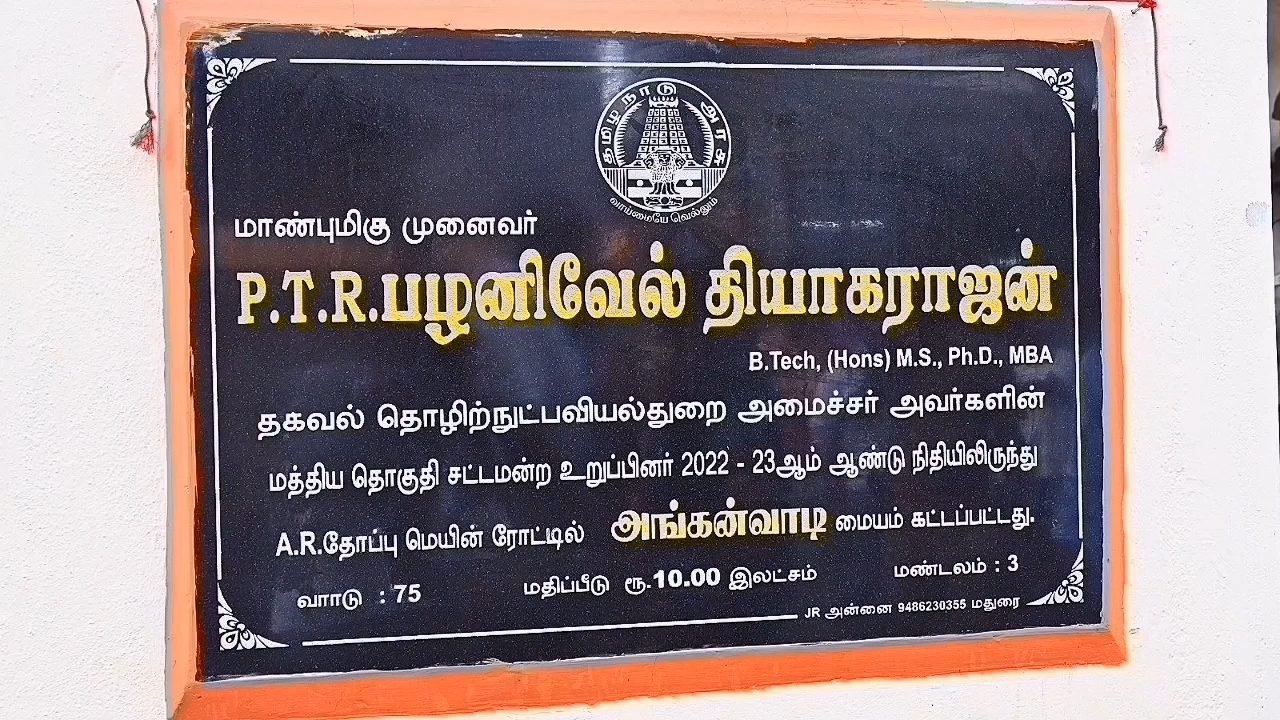 தமிழ்நாடு அரசு
வாய்மையே வெல்லும்
மாண்புமிகு முனைவர்
P.T.R.பழனிவேல் தியாகராஜன்
B.Tech, (Hons) M.S., Ph.D., MBA
தகவல் தொழிற்நுட்பவியல்துறை அமைச்சர் அவர்களின்
மத்திய தொகுதி சட்டமன்ற உறுப்பினர் 2022 - 23ஆம் ஆண்டு நிதியிலிருந்து
A.R.தோப்பு மெயின் ரோட்டில் அங்கன்வாடி மையம் கட்டப்பட்டது.
வாடு : 75 மதிப்பீடு ரூ.10.00 இலட்சம் மண்டலம் : 3
JR அன்னை 9486230355 மதுரை